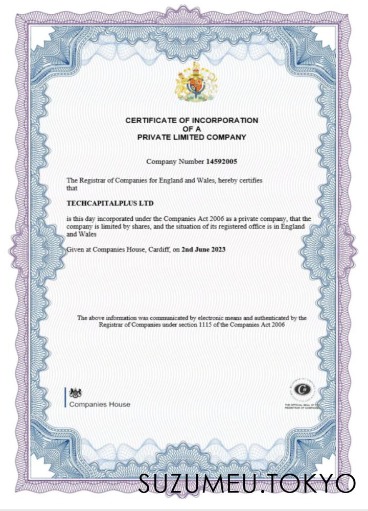 CERTIFICATE OF INCORPORATION
OF A
PRIVATE LIMITED COMPANY
Company Number 14592005
The Registrar of Companies for England and Wales, hereby certifies
that
TECHCAPITALPLUS LTD
is this day incorporated under the Companies Act 2006 as a private company, that the
company is limited by shares, and the situation of its registered office is in England
and Wales
Given at Companies House, Cardiff, on 2nd June 2023
The above information was communicated by electronic means and authenticated by the
Registrar of Companies under section 1115 of the Companies Act 2006
Companies House
THE OFFICIAL SEAL OF THE
REGISTRAR OF COMPANIES
SUZUMEU.TOKYO